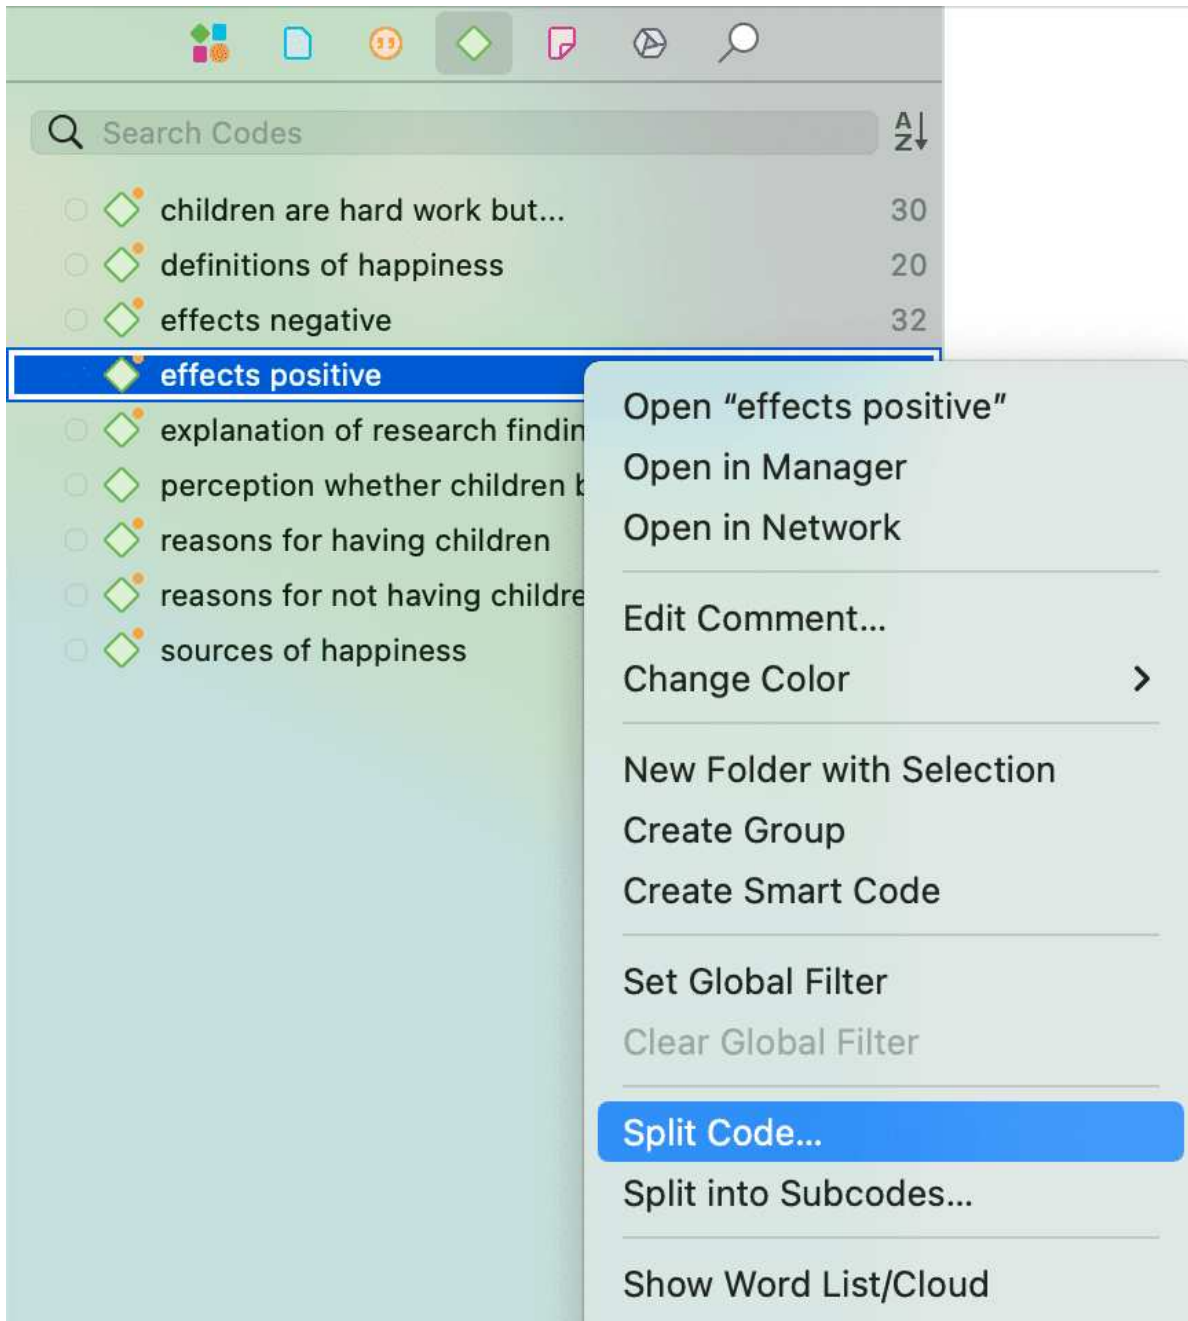 Search Codes
A
Z
children are hard work but... 30
definitions of happiness 20
effects negative 32
effects positive
explanation of research findin
perception whether children
reasons for having children
reasons for not having childre
sources of happiness
Open “effects positive”
Open in Manager
Open in Network
Edit Comment...
Change Color
New Folder with Selection
Create Group
Create Smart Code
Set Global Filter
Clear Global Filter
Split Code...
Split into Subcodes...
Show Word List/Cloud